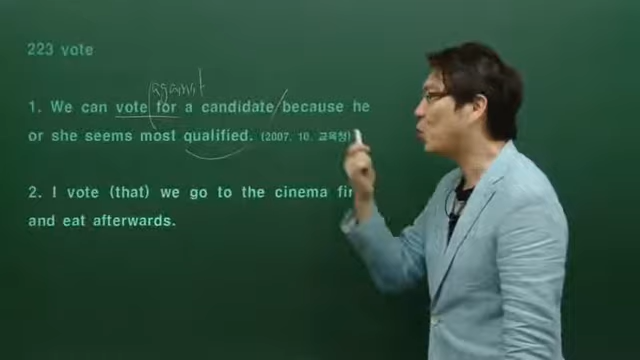 223 vote
against
1. We can vote for a candidate because he
or she seems most qualified. (2007. 10. 교육청)
2. I vote (that) we go to the cinema fir
and eat afterwards.